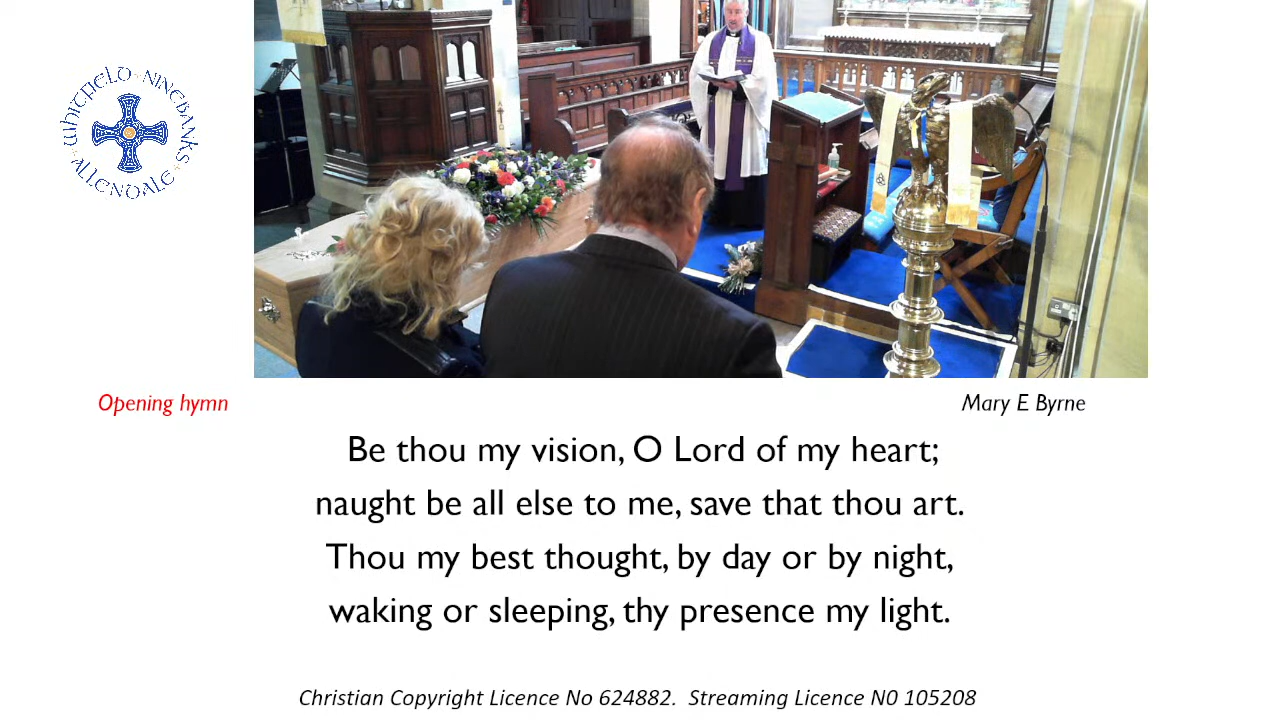 WHITFIELD · NINEBANKS · ALLENDALE
Opening hymn
Mary E Byrne
Be thou my vision, O Lord of my heart;
naught be all else to me, save that thou art.
Thou my best thought, by day or by night,
waking or sleeping, thy presence my light.
Christian Copyright Licence No 624882.  Streaming Licence N0 105208